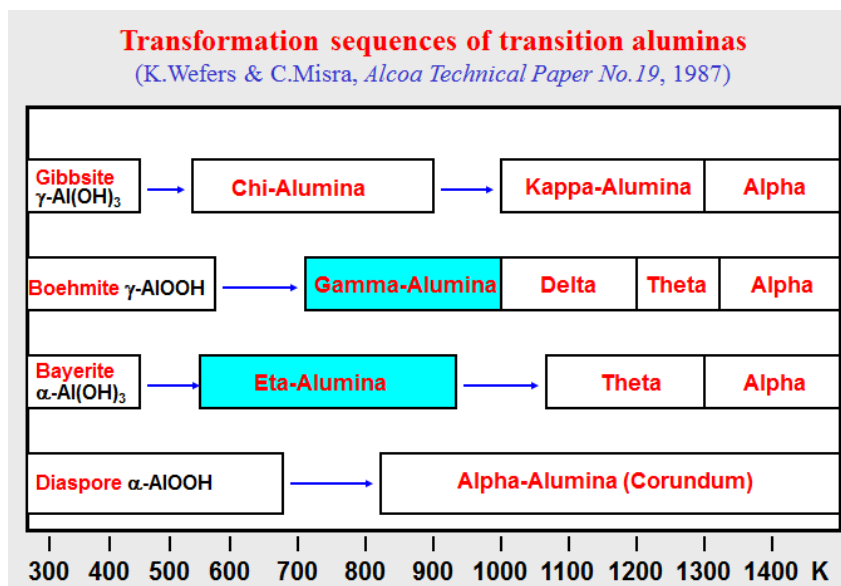 Transformation sequences of transition aluminas
(K.Wefers & C.Misra, Alcoa Technical Paper No.19, 1987)
Gibbsite
γ-Al(OH)₃
Chi-Alumina
Kappa-Alumina
Alpha
Boehmite γ-AlOOH
Gamma-Alumina
Delta
Theta
Alpha
Bayerite
α-Al(OH)₃
Eta-Alumina
Theta
Alpha
Diaspore α-AlOOH
Alpha-Alumina (Corundum)
300 400 500 600 700 800 900 1000 1100 1200 1300 1400 K